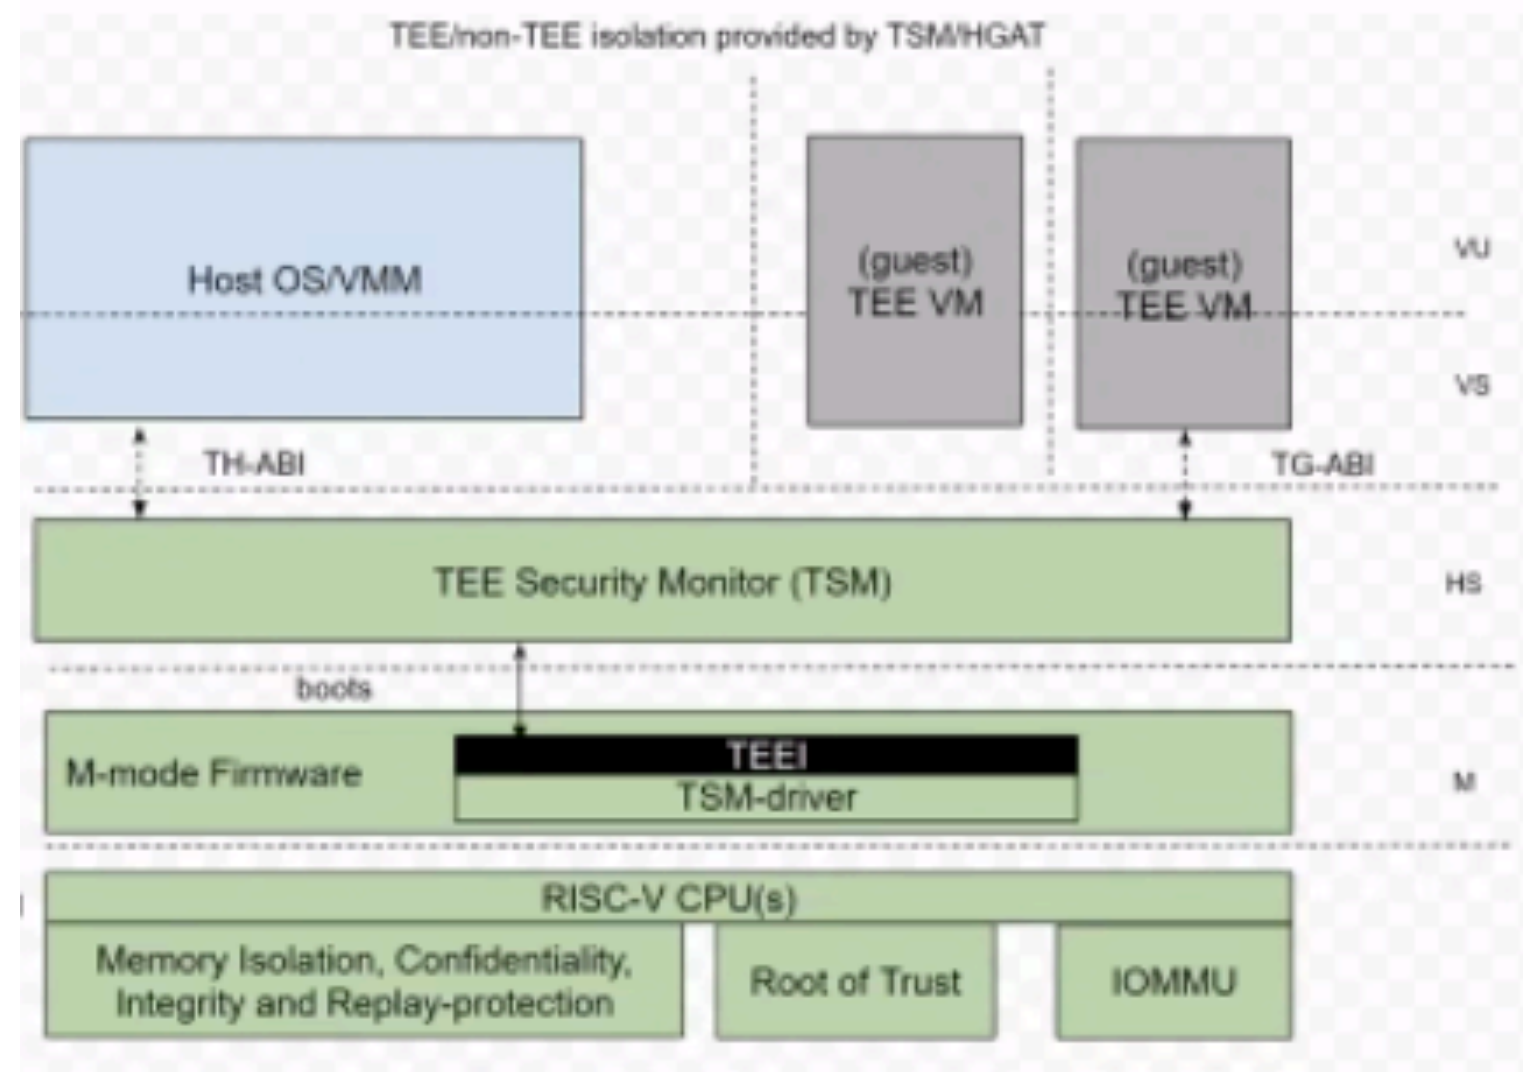 TEE/non-TEE isolation provided by TSM/HGAT
Host OS/VMM
(guest)
TEE VM
(guest)
TEE VM
VU
VS
TH-ABI
TG-ABI
TEE Security Monitor (TSM)
HS
boots
M-mode Firmware
TEEI
TSM-driver
M
RISC-V CPU(s)
Memory Isolation, Confidentiality,
Integrity and Replay-protection
Root of Trust
IOMMU